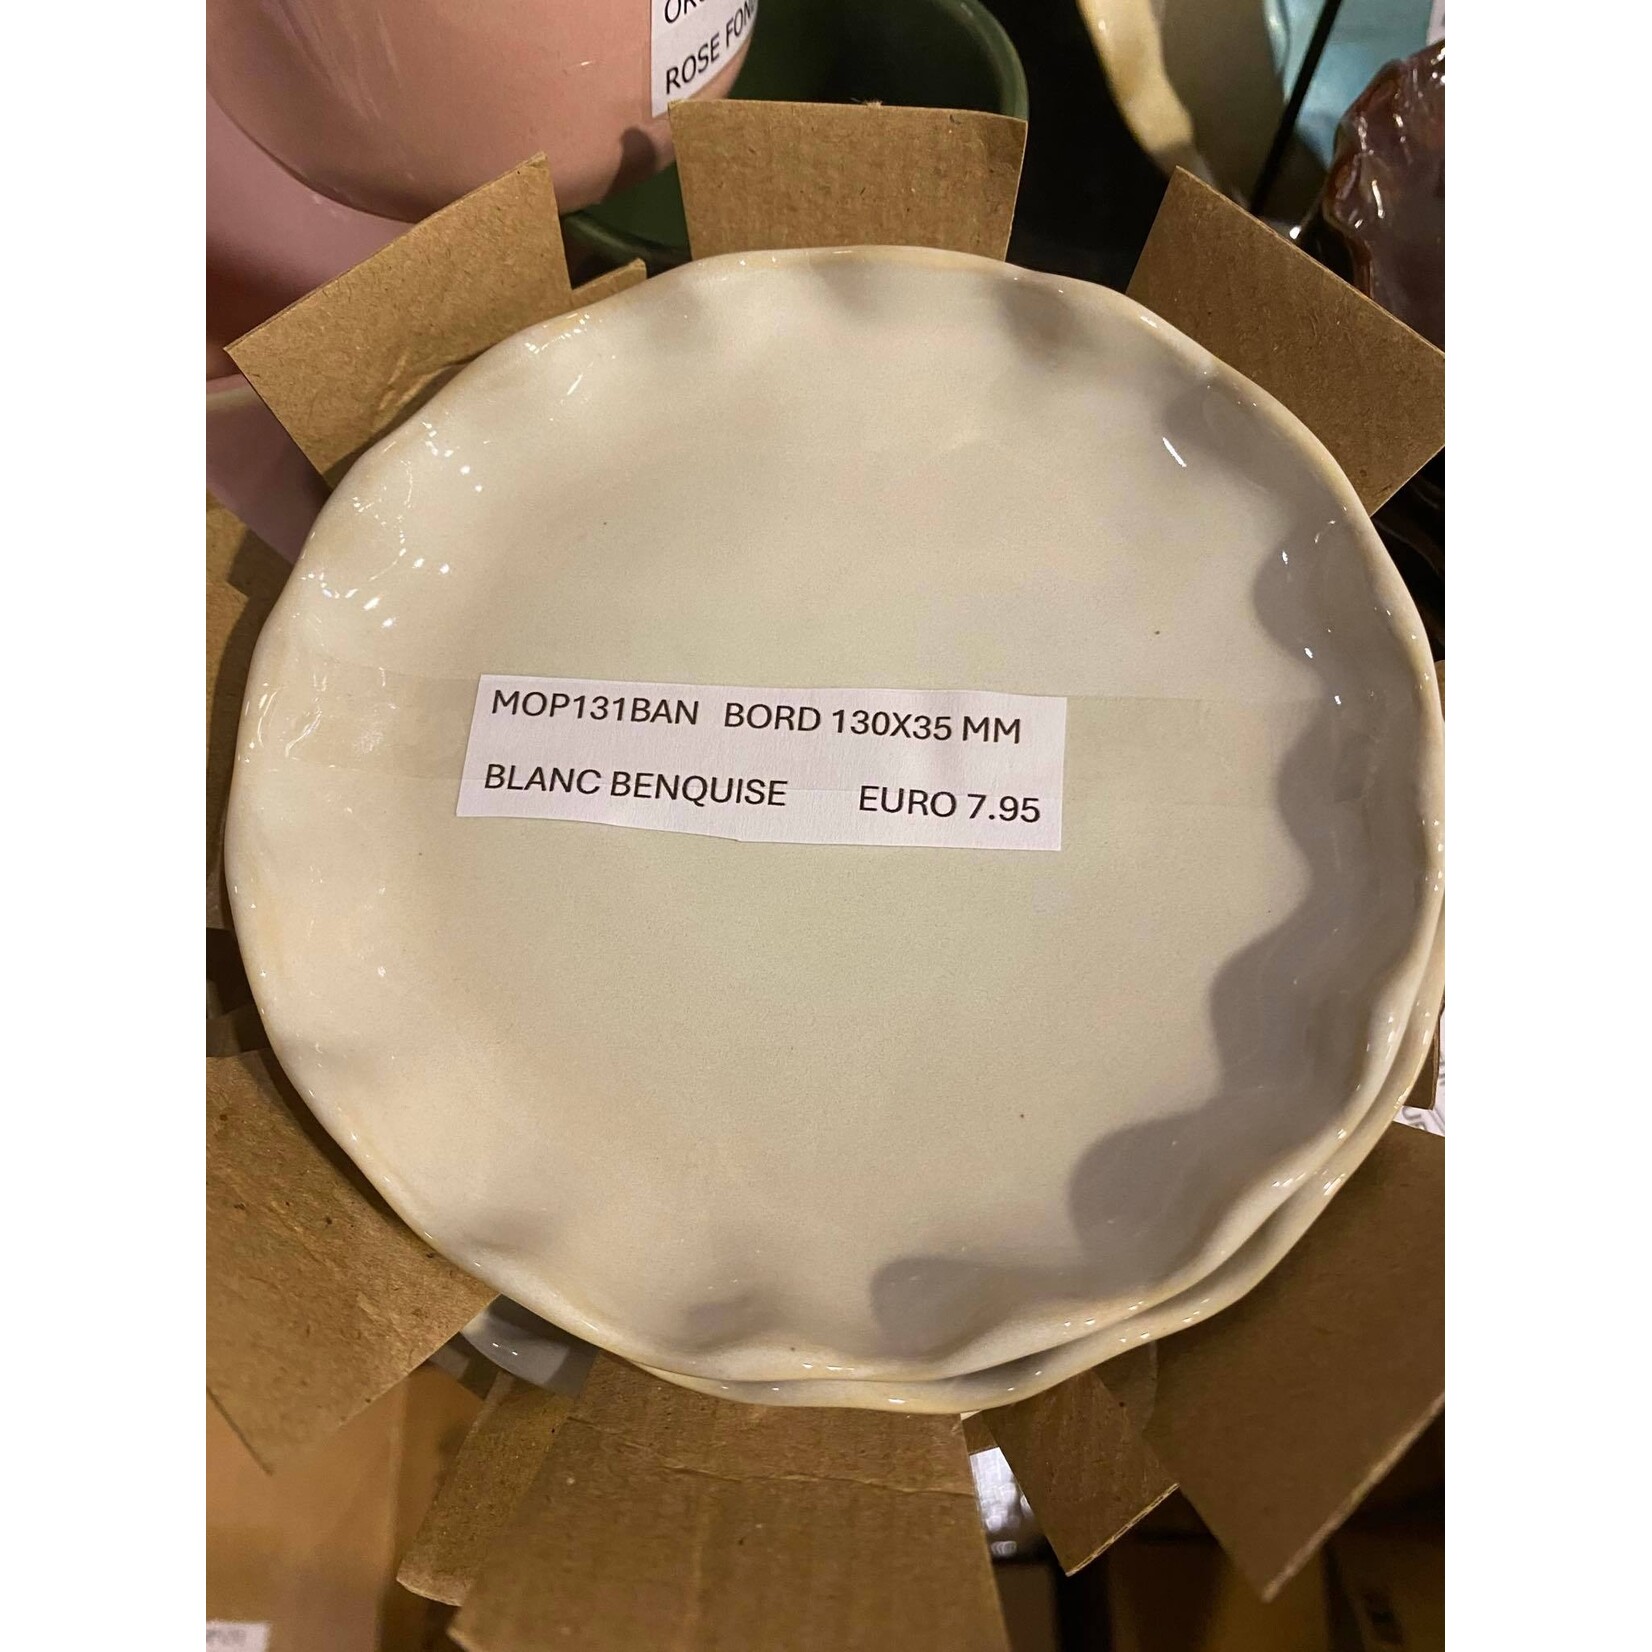 ROSE FON
MOP131BAN BORD 130X35 MM
BLANC BENQUISE EURO 7.95